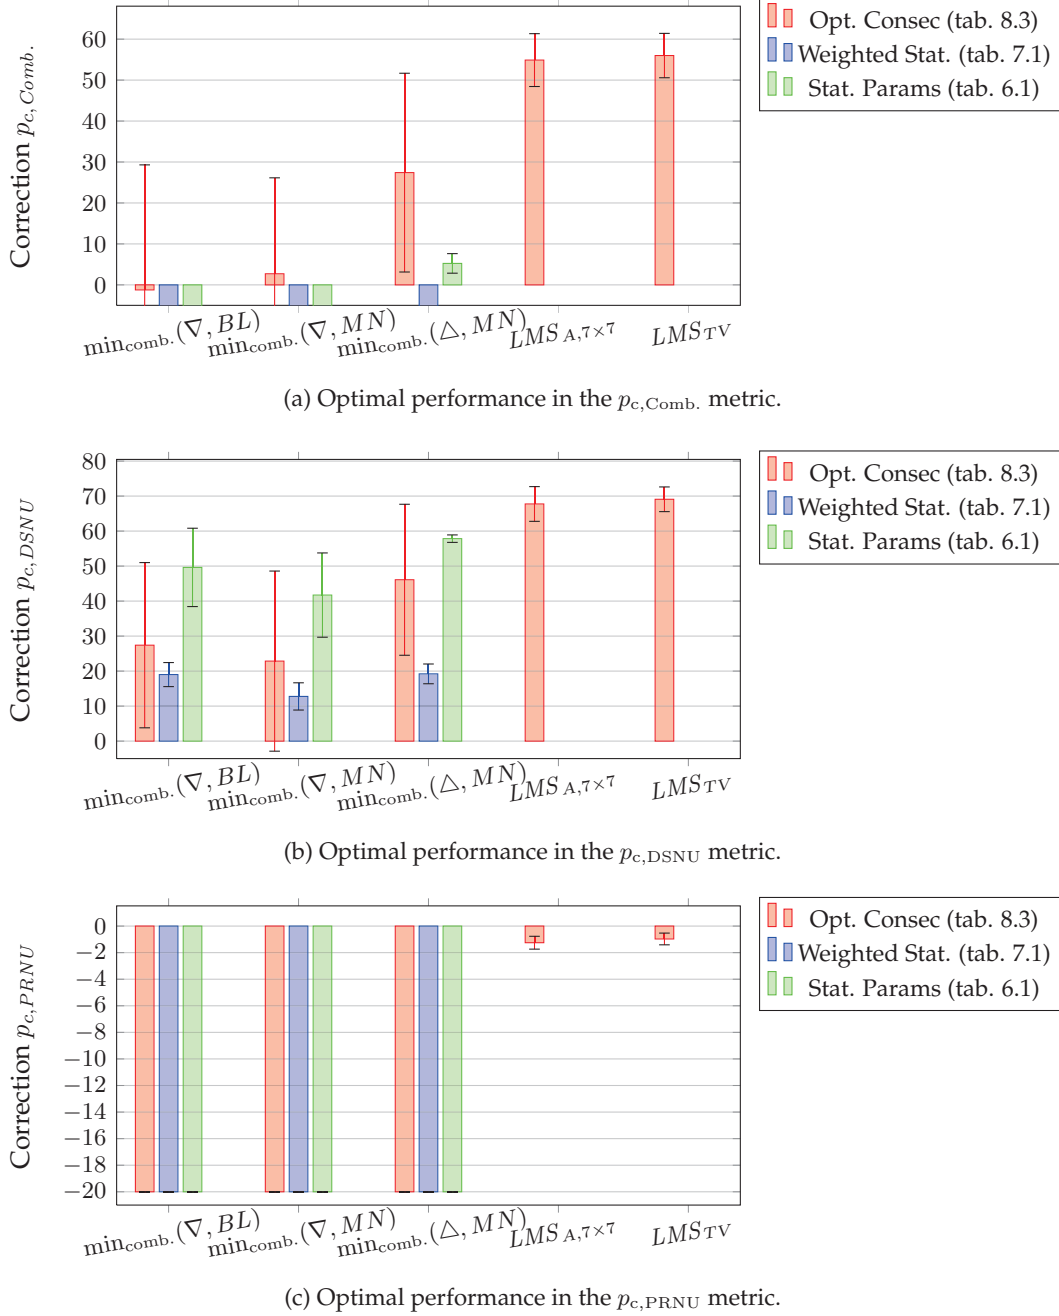 Opt. Consec (tab. 8.3)
Weighted Stat. (tab. 7.1)
Stat. Params (tab. 6.1)
Correction p_{c,Comb.}
60
50
40
30
20
10
0
min_{comb.}(∇, BL)
min_{comb.}(∇, MN)
min_{comb.}(△, MN)
LMS_{A,7×7}
LMS_{TV}
(a) Optimal performance in the p_{c,Comb.} metric.
Opt. Consec (tab. 8.3)
Weighted Stat. (tab. 7.1)
Stat. Params (tab. 6.1)
Correction p_{c,DSNU}
80
70
60
50
40
30
20
10
0
min_{comb.}(∇, BL)
min_{comb.}(∇, MN)
min_{comb.}(△, MN)
LMS_{A,7×7}
LMS_{TV}
(b) Optimal performance in the p_{c,DSNU} metric.
Opt. Consec (tab. 8.3)
Weighted Stat. (tab. 7.1)
Stat. Params (tab. 6.1)
Correction p_{c,PRNU}
0
−2
−4
−6
−8
−10
−12
−14
−16
−18
−20
min_{comb.}(∇, BL)
min_{comb.}(∇, MN)
min_{comb.}(△, MN)
LMS_{A,7×7}
LMS_{TV}
(c) Optimal performance in the p_{c,PRNU} metric.